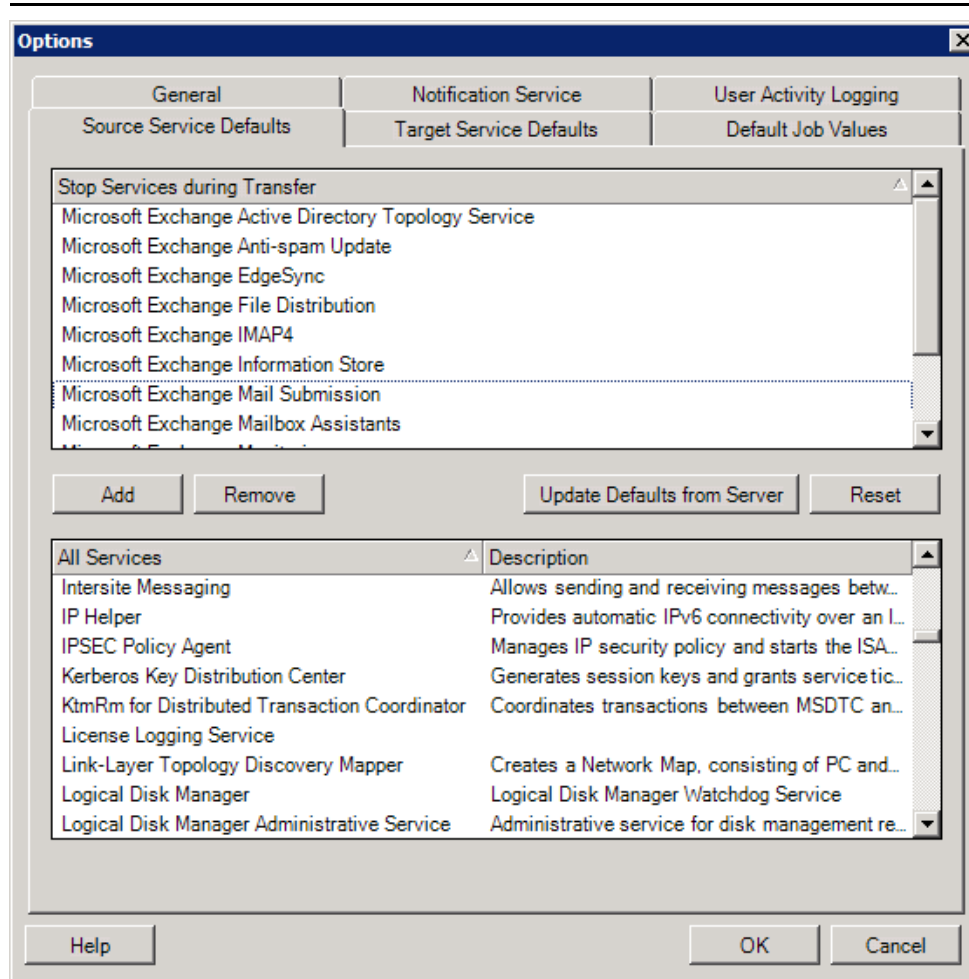 Options
General Notification Service User Activity Logging
Source Service Defaults Target Service Defaults Default Job Values
Stop Services during Transfer
Microsoft Exchange Active Directory Topology Service
Microsoft Exchange Anti-spam Update
Microsoft Exchange EdgeSync
Microsoft Exchange File Distribution
Microsoft Exchange IMAP4
Microsoft Exchange Information Store
Microsoft Exchange Mail Submission
Microsoft Exchange Mailbox Assistants
Add Remove Update Defaults from Server Reset
All Services Description
Intersite Messaging Allows sending and receiving messages betw...
IP Helper Provides automatic IPv6 connectivity over an I...
IPSEC Policy Agent Manages IP security policy and starts the ISA...
Kerberos Key Distribution Center Generates session keys and grants service tic...
KtmRm for Distributed Transaction Coordinator Coordinates transactions between MSDTC an...
License Logging Service
Link-Layer Topology Discovery Mapper Creates a Network Map, consisting of PC and...
Logical Disk Manager Logical Disk Manager Watchdog Service
Logical Disk Manager Administrative Service Administrative service for disk management re...
Help OK Cancel